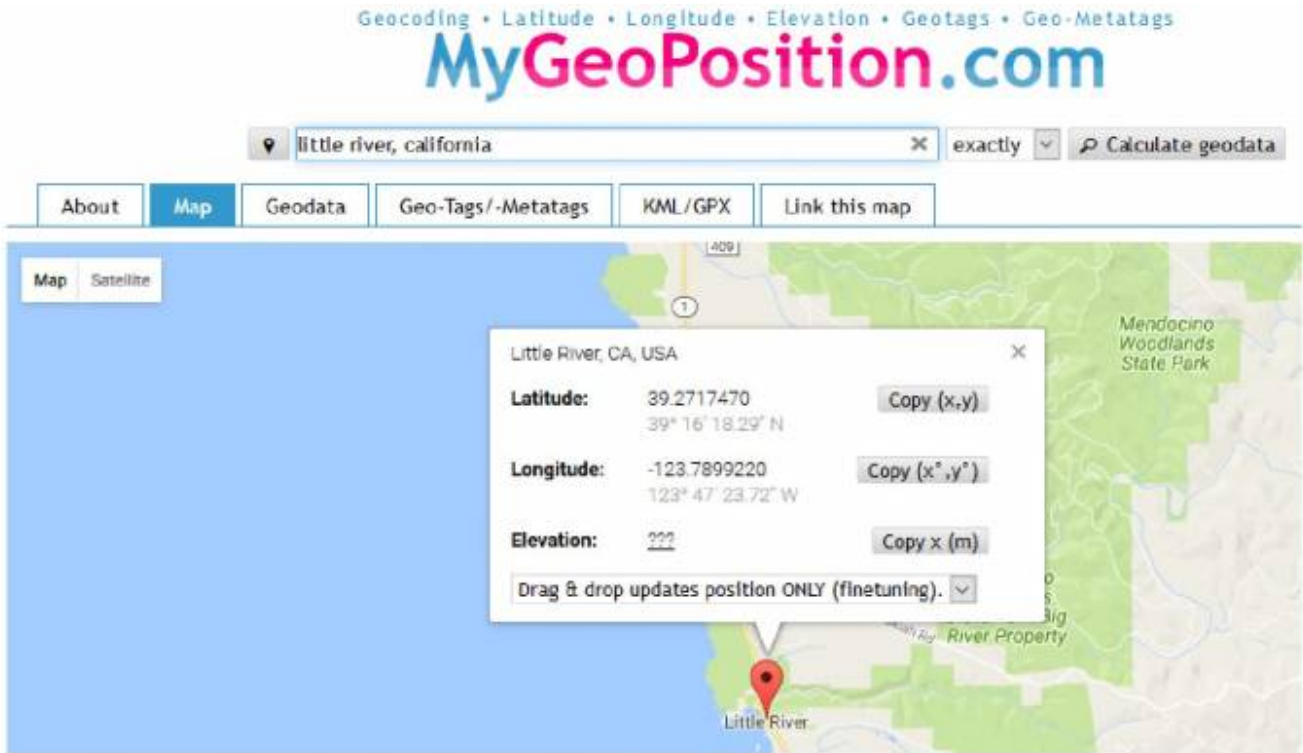 Geocoding • Latitude • Longitude • Elevation • Geotags • Geo-Metatags
MyGeoPosition.com
little river, california
exactly
Calculate geodata
About
Map
Geodata
Geo-Tags/-Metatags
KML/GPX
Link this map
Map
Satellite
409
1
Mendocino
Woodlands
State Park
Little River, CA, USA
Latitude:
39.2717470
Copy (x,y)
39° 16' 18.29" N
Longitude:
-123.7899220
Copy (x°,y°)
123° 47' 23.72" W
Elevation:
???
Copy x (m)
Drag & drop updates position ONLY (finetuning).
Big
River Property
Little River